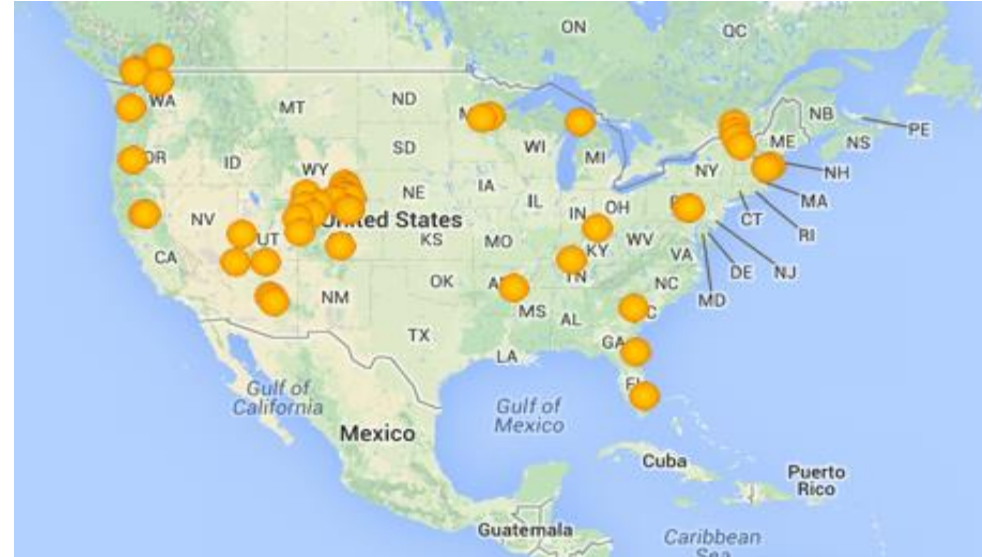 ON
QC
WA
MT
ND
NB
PE
OR
ID
SD
WI
MI
ME
NS
WY
NY
NH
NE
IA
MA
NV
United States
IL
IN
OH
CT
RI
UT
KS
MO
KY
WV
VA
CA
DE
NJ
OK
TN
NC
MD
NM
MS
AL
TX
GA
LA
FL
Gulf of
California
Gulf of
Mexico
Mexico
Cuba
Puerto
Rico
Guatemala
Caribbean
Sea